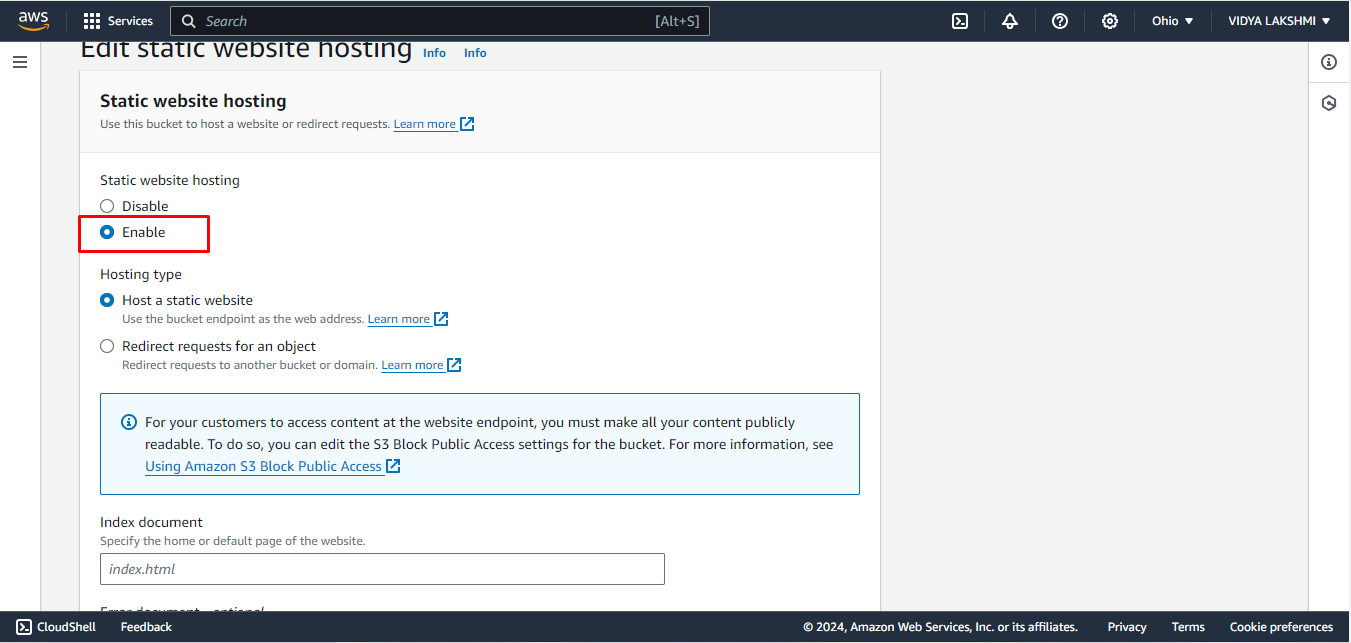 aws
Services
Search
[Alt+S]
Ohio
VIDYA LAKSHMI
Edit static website hosting Info Info
Static website hosting
Use this bucket to host a website or redirect requests. Learn more
Static website hosting
Disable
Enable
Hosting type
Host a static website
Use the bucket endpoint as the web address. Learn more
Redirect requests for an object
Redirect requests to another bucket or domain. Learn more
For your customers to access content at the website endpoint, you must make all your content publicly
readable. To do so, you can edit the S3 Block Public Access settings for the bucket. For more information, see
Using Amazon S3 Block Public Access
Index document
Specify the home or default page of the website.
index.html
Error document - optional
CloudShell
Feedback
© 2024, Amazon Web Services, Inc. or its affiliates.
Privacy
Terms
Cookie preferences